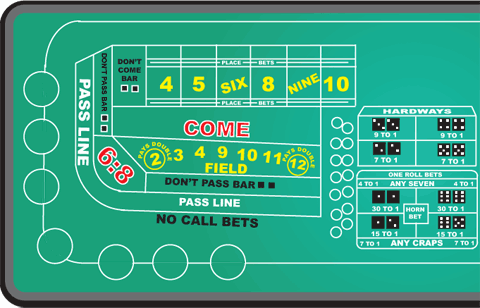 PASS LINE
DON'T PASS BAR
DON'T
COME
BAR
PLACE BETS
4 5 SIX 8 NINE 10
PLACE BETS
COME
6:8
PAYS DOUBLE
2
3 4 9 10 11
PAYS DOUBLE
12
FIELD
DON'T PASS BAR
PASS LINE
NO CALL BETS
HARDWAYS
9 TO 1 9 TO 1
7 TO 1 7 TO 1
ONE ROLL BETS
4 TO 1 ANY SEVEN 4 TO 1
30 TO 1 30 TO 1
HORN
BET
15 TO 1 15 TO 1
7 TO 1 ANY CRAPS 7 TO 1